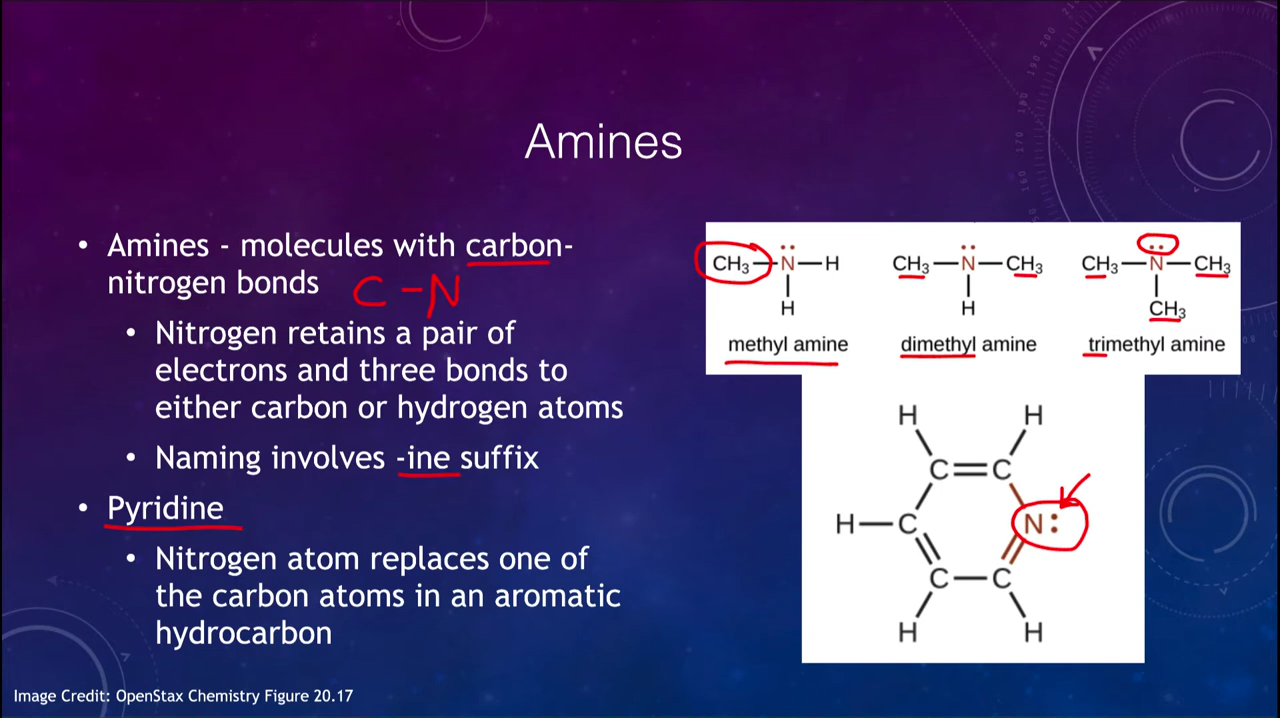 Amines
• Amines - molecules with carbon-
nitrogen bonds
C - N
• Nitrogen retains a pair of
electrons and three bonds to
either carbon or hydrogen atoms
• Naming involves -ine suffix
• Pyridine
• Nitrogen atom replaces one of
the carbon atoms in an aromatic
hydrocarbon
CH₃—N—H
H
methyl amine
CH₃—N—CH₃
H
dimethyl amine
CH₃—N—CH₃
CH₃
trimethyl amine
H H
C=C
H—C N:
C—C
H H
Image Credit: OpenStax Chemistry Figure 20.17